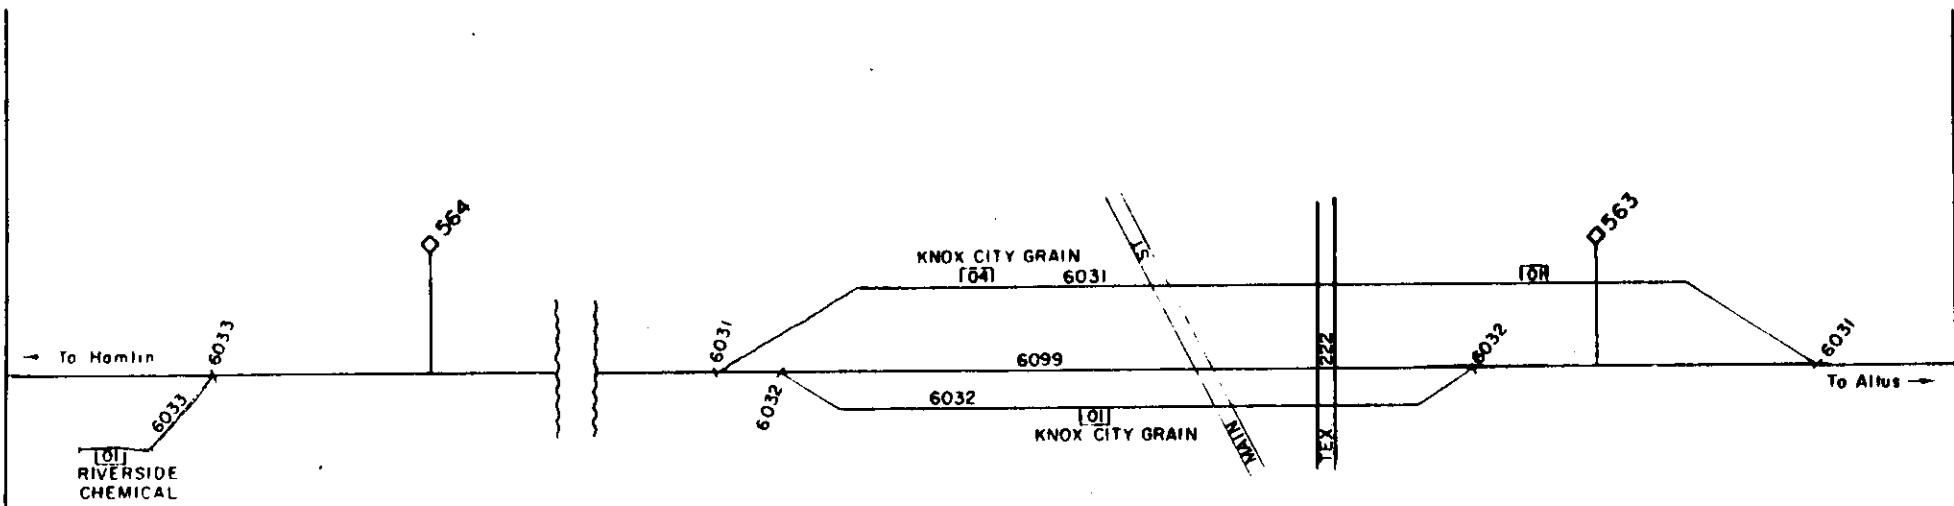 564
563
KNOX CITY GRAIN
04
6031
ST
6033
← To Hamlin
6031
6099
TEX 222
6032
6031
To Altus →
6033
6032
6032
01
KNOX CITY GRAIN
MAIN
01
RIVERSIDE
CHEMICAL